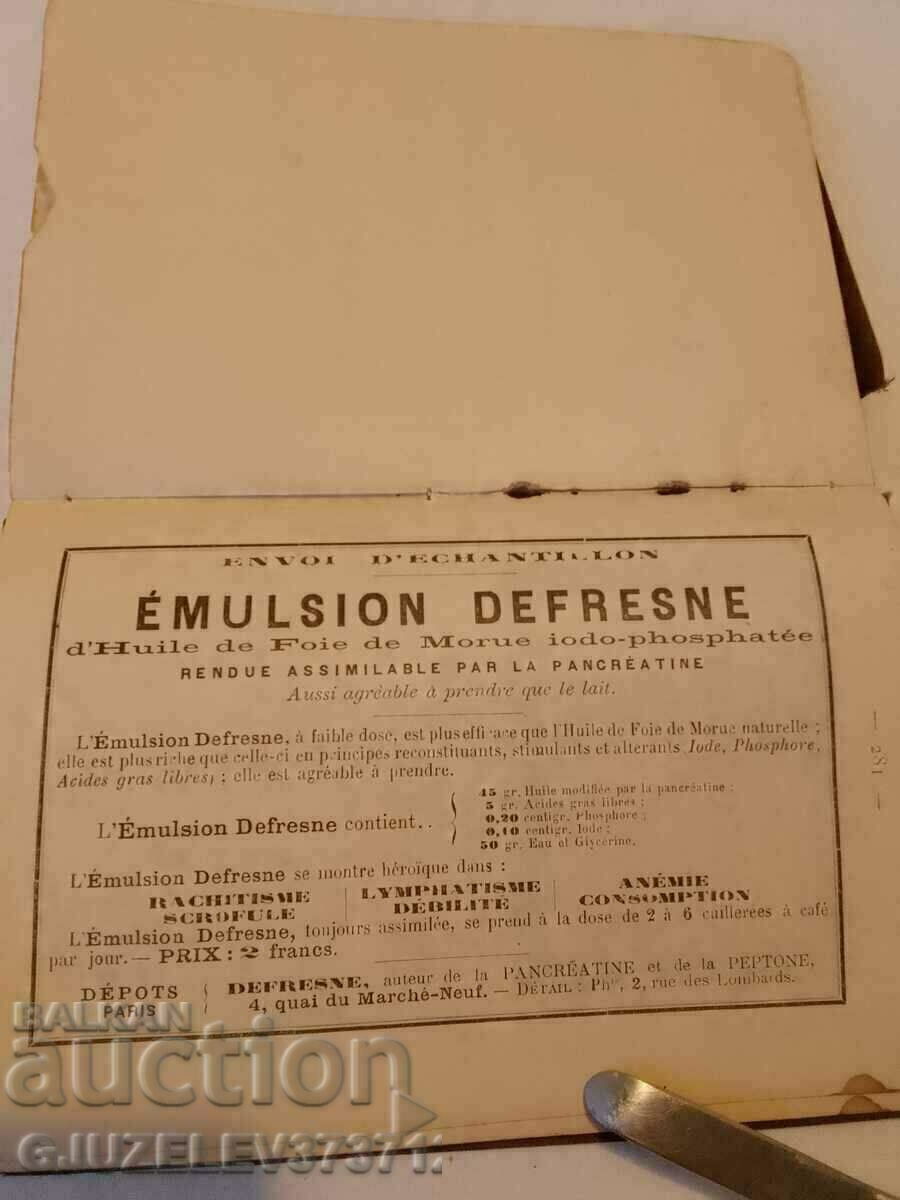 ENVOI D'ECHANTILLON
ÉMULSION DEFRESNE
d'Huile de Foie de Morue iodo-phosphatée
RENDUE ASSIMILABLE PAR LA PANCRÉATINE
Aussi agréable à prendre que le lait.
L'Émulsion Defresne, à faible dose, est plus efficace que l'Huile de Foie de Morue naturelle ;
elle est plus riche que celle-ci en principes reconstituants, stimulants et alterants Iode, Phosphore,
Acides gras libres, ; elle est agréable à prendre.
L'Émulsion Defresne contient..
45 gr. Huile modifiée par la pancréatine ;
5 gr. Acides gras libres ;
0,20 centigr. Phosphore ;
0,10 centigr. Iode ;
50 gr. Eau et Glycérine.
L'Émulsion Defresne se montre héroïque dans :
RACHITISME LYMPHATISME ANÉMIE
SCROFULE DÉBILITÉ CONSOMPTION
L'Émulsion Defresne, toujours assimilée, se prend à la dose de 2 à 6 cuillerées à café
par jour. — PRIX : 2 francs.
DÉPOTS
PARIS
DEFRESNE, auteur de la PANCRÉATINE et de la PEPTONE,
4, quai du Marché-Neuf. — DÉTAIL : Phie, 2, rue des Lombards.
— 281 —
BALKAN
auction
GJUZELEV37371